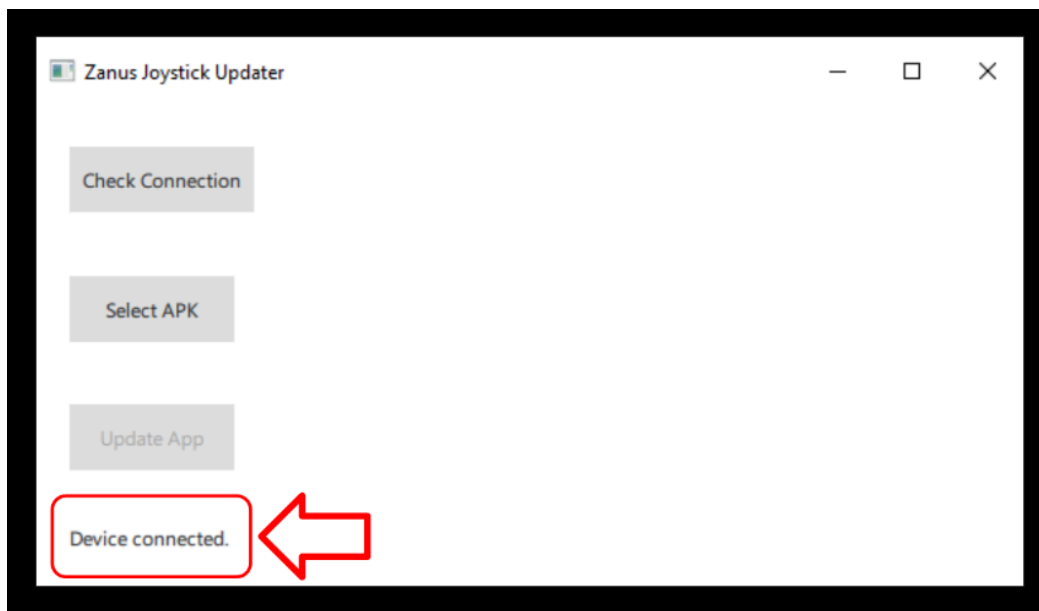 Zanus Joystick Updater
Check Connection
Select APK
Update App
Device connected.